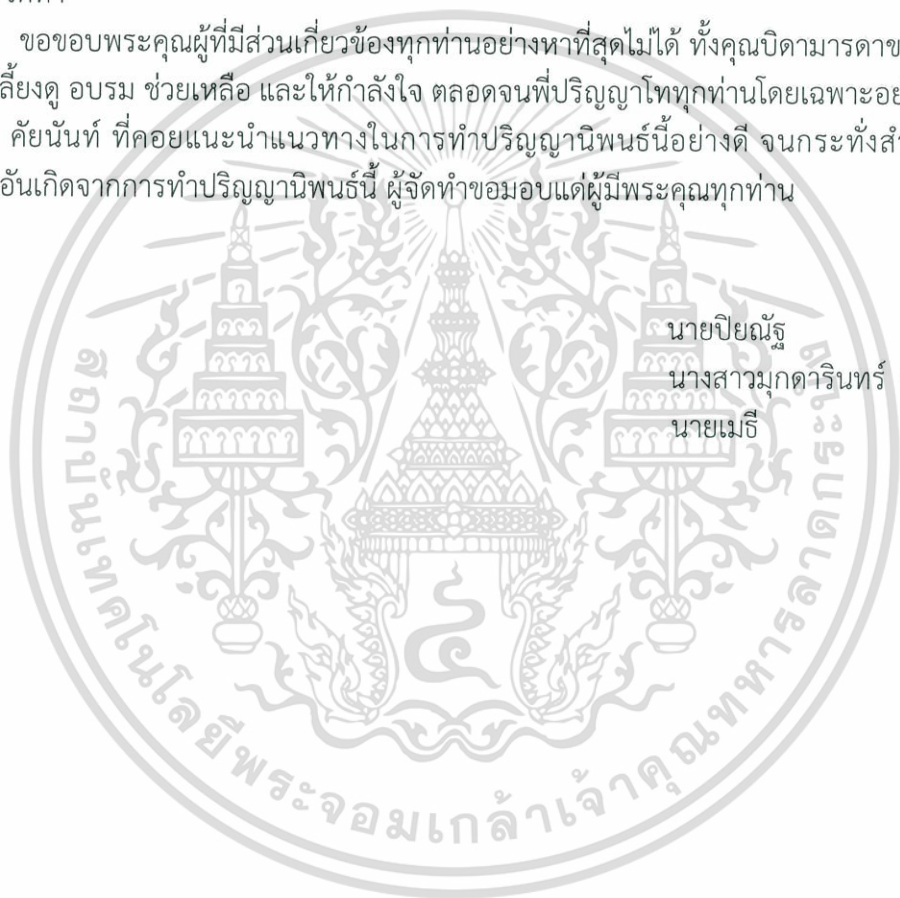 ขอขอบพระคุณผู้ที่มีส่วนเกี่ยวข้องทุกท่านอย่างหาที่สุดไม่ได้ ทั้งคุณบิดามารดาข
ลี้ยงดู อบรม ช่วยเหลือ และให้กำลังใจ ตลอดจนพี่ปริญญาโททุกท่านโดยเฉพาะอย
คัยนันท์ ที่คอยแนะนำแนวทางในการทำปริญญานิพนธ์นี้อย่างดี จนกระทั่งสำ
อันเกิดจากการทำปริญญานิพนธ์นี้ ผู้จัดทำขอมอบแด่ผู้มีพระคุณทุกท่าน
นายปิยณัฐ
นางสาวมุกดารินทร์
นายเมธี
สถาบันเทคโนโลยีพระจอมเกล้าเจ้าคุณทหารลาดกระบัง
๔